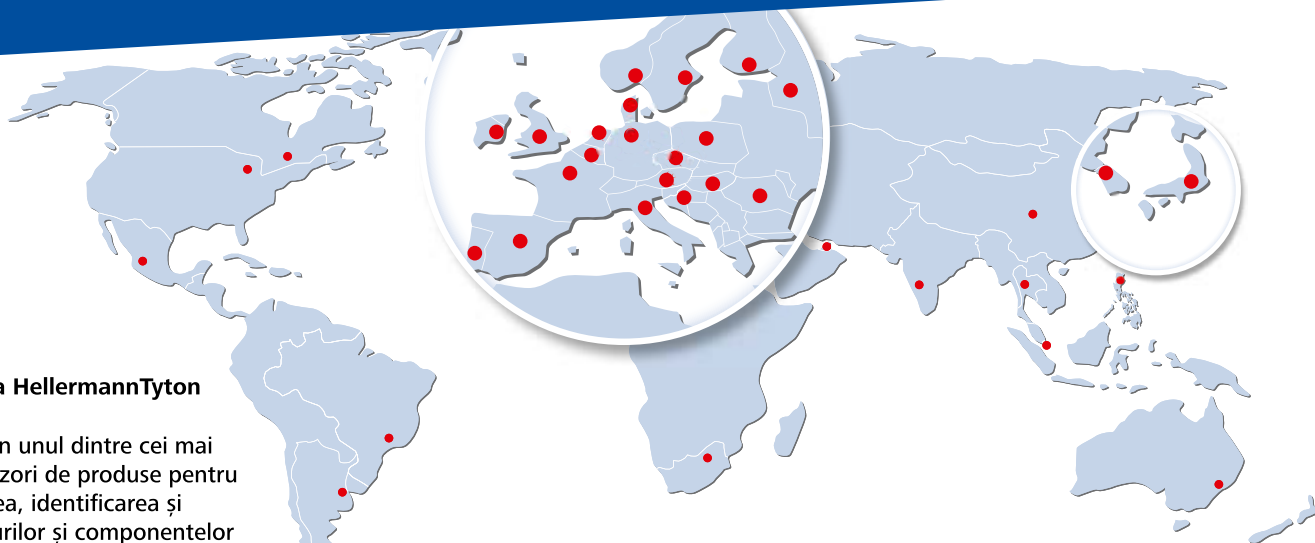 a HellermannTyton
n unul dintre cei mai
zori de produse pentru
ea, identificarea și
urilor și componentelor